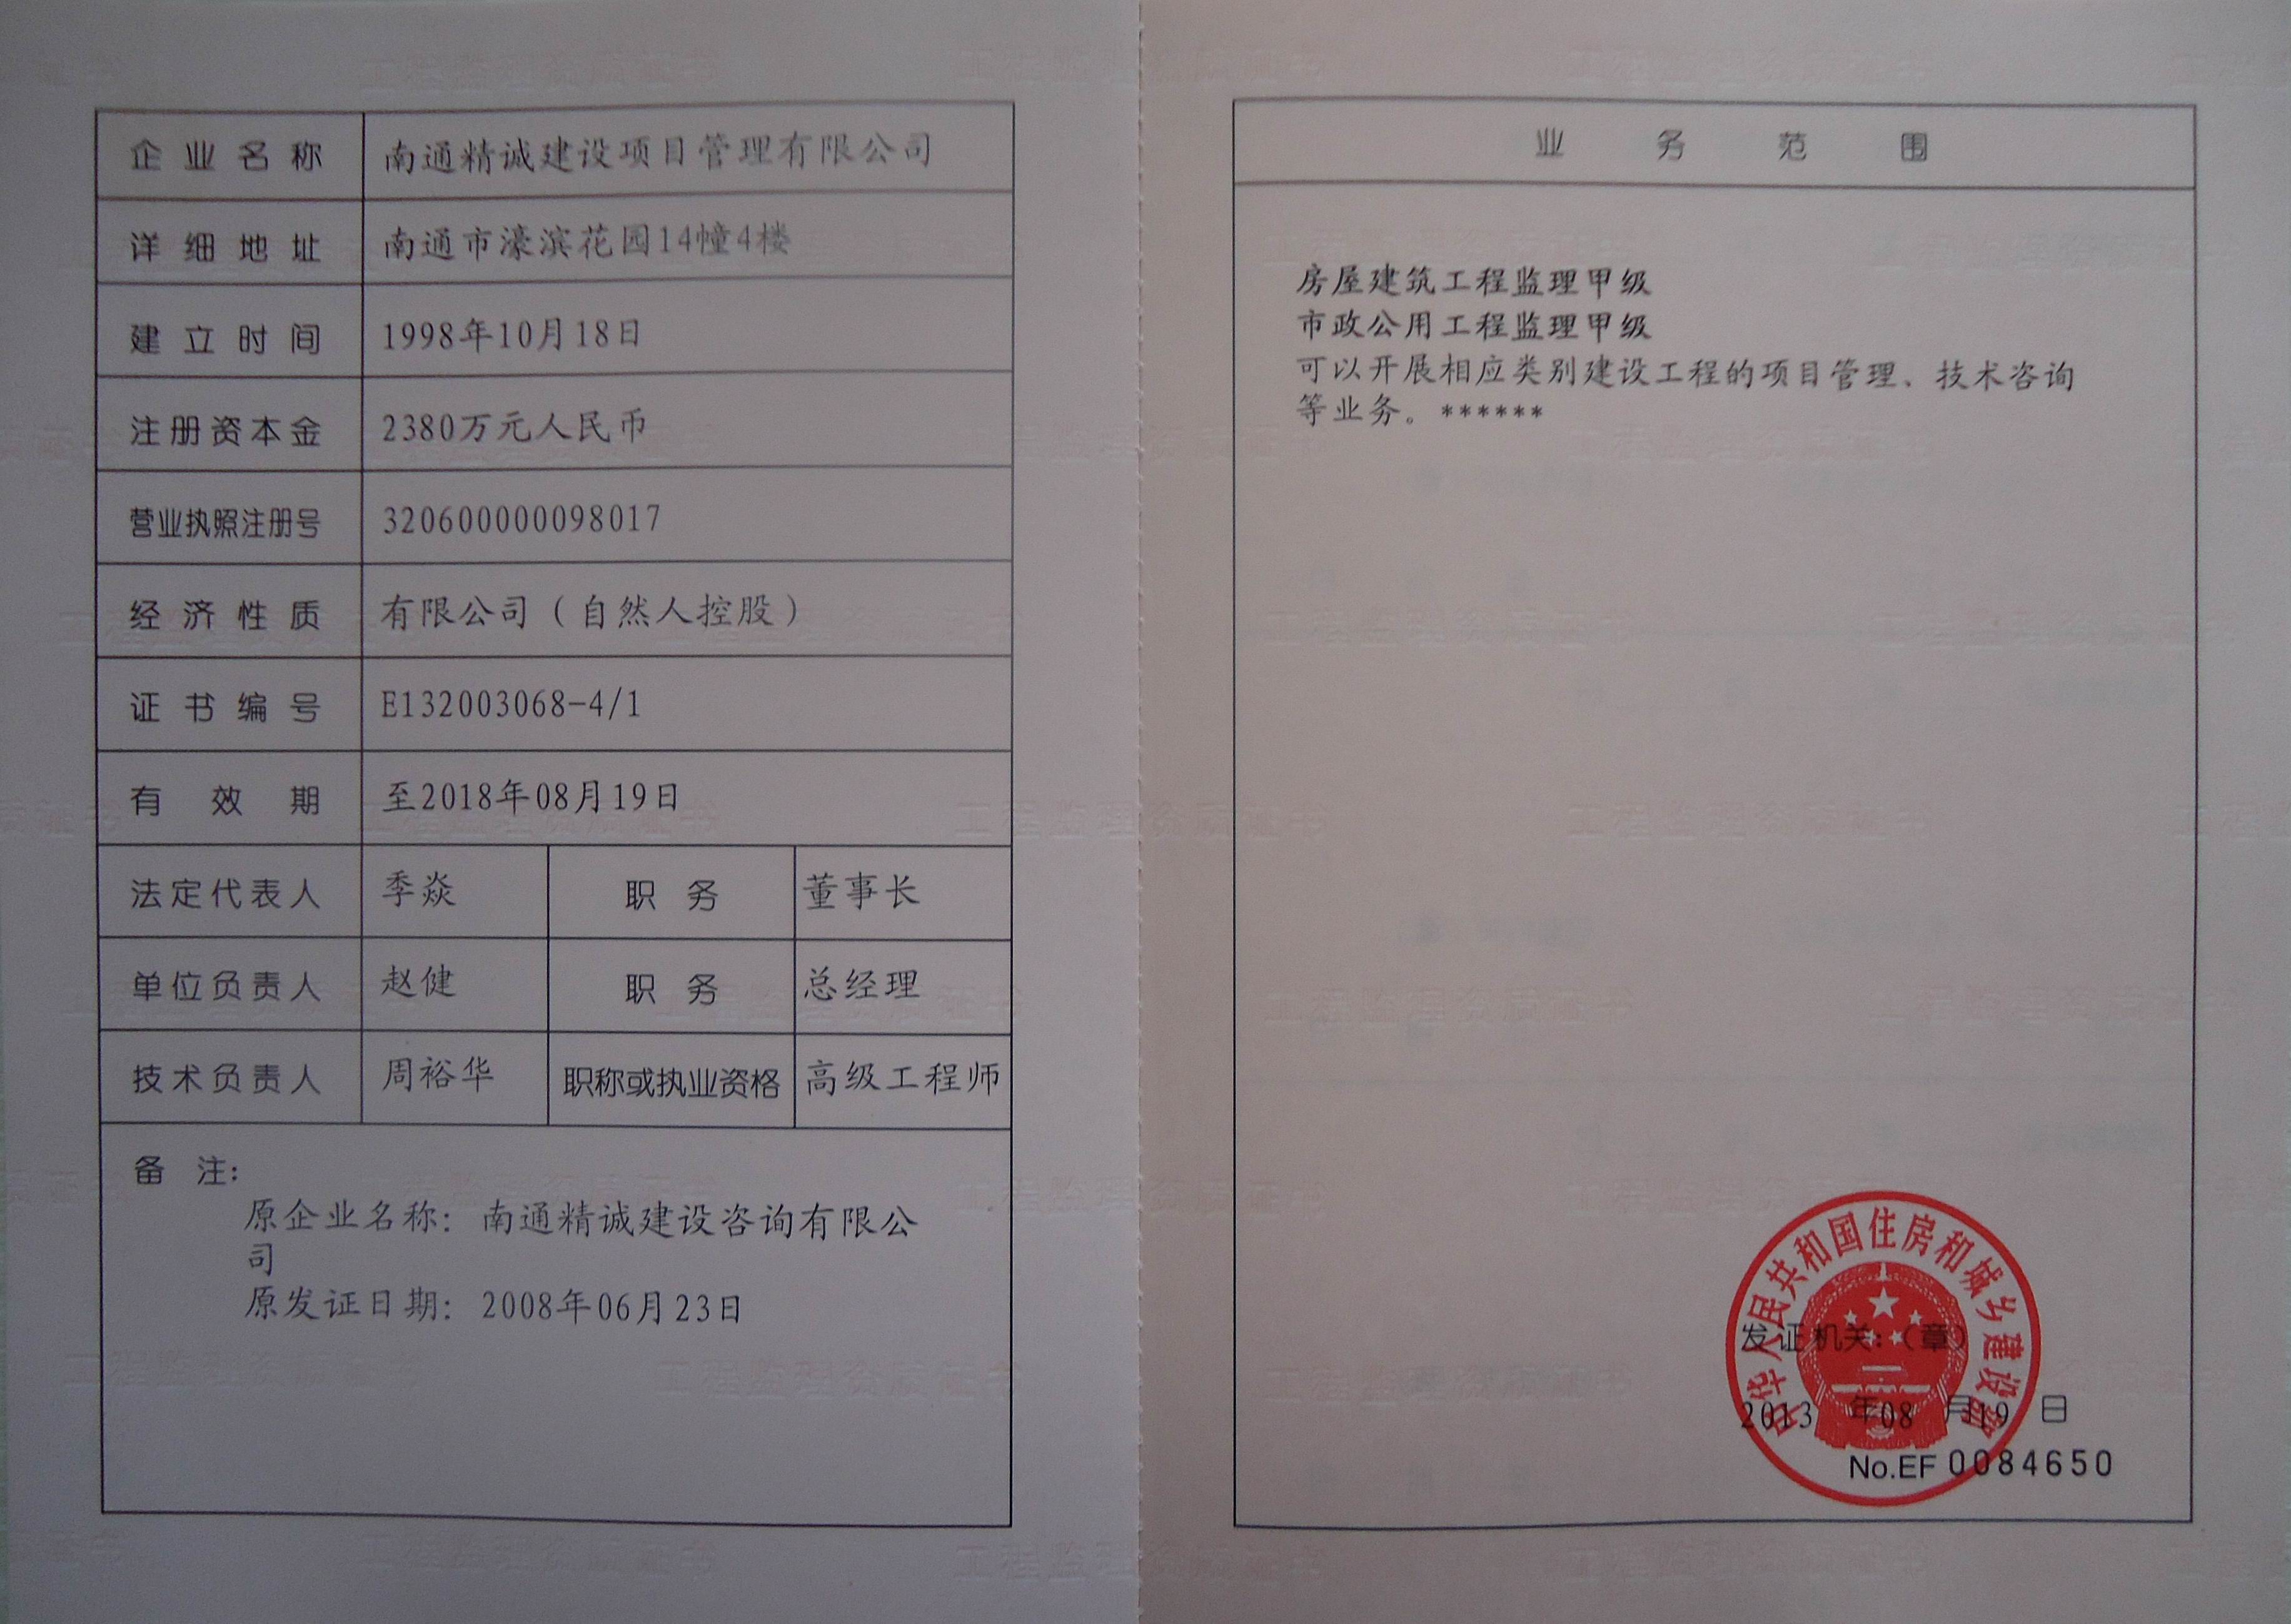 企业名称 南通精诚建设项目管理有限公司
详细地址 南通市濠滨花园14幢4楼
建立时间 1998年10月18日
注册资本金 2380万元人民币
营业执照注册号 320600000098017
经济性质 有限公司（自然人控股）
证书编号 E132003068-4/1
有效期 至2018年08月19日
法定代表人 季焱 职务 董事长
单位负责人 赵健 职务 总经理
技术负责人 周裕华 职称或执业资格 高级工程师
备注：
原企业名称：南通精诚建设咨询有限公
司
原发证日期：2008年06月23日
业务范围
房屋建筑工程监理甲级
市政公用工程监理甲级
可以开展相应类别建设工程的项目管理、技术咨询
等业务。******
中华人民共和国住房和城乡建设部
发证机关：（章）
2013年08月19日
No.EF 0084650
工程监理资质证书